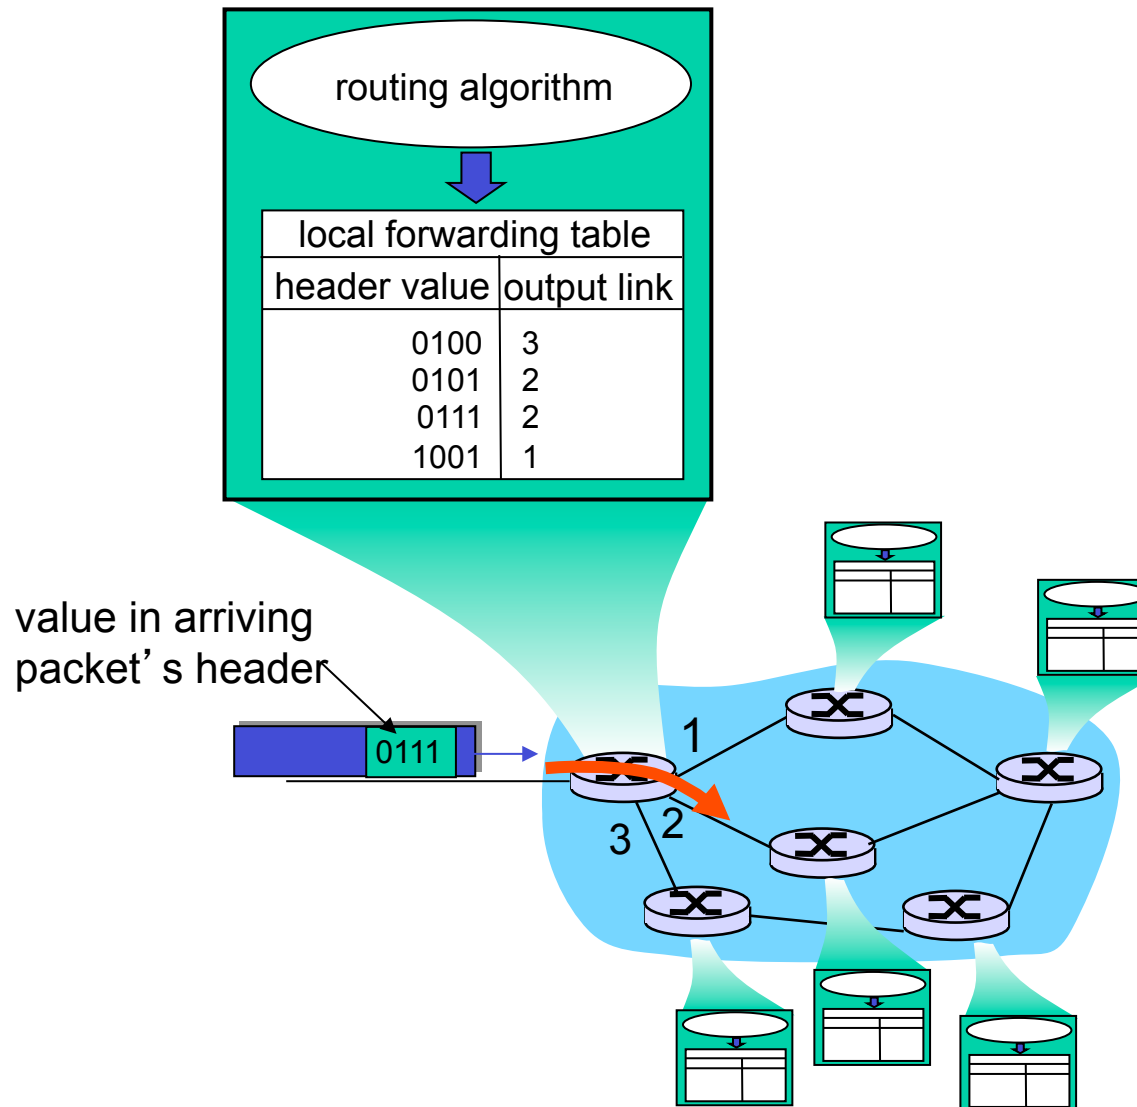 routing algorithm
local forwarding table
header value output link
0100 3
0101 2
0111 2
1001 1
value in arriving
packet’s header
0111
1
2
3